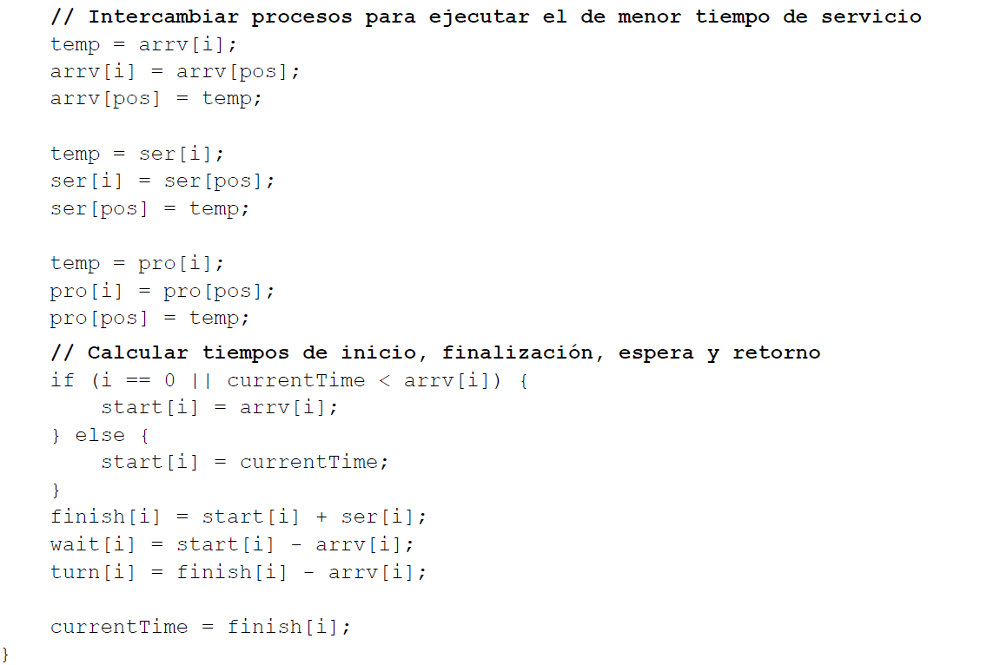 // Intercambiar procesos para ejecutar el de menor tiempo de servicio
temp = arrv[i];
arrv[i] = arrv[pos];
arrv[pos] = temp;
temp = ser[i];
ser[i] = ser[pos];
ser[pos] = temp;
temp = pro[i];
pro[i] = pro[pos];
pro[pos] = temp;
// Calcular tiempos de inicio, finalización, espera y retorno
if (i == 0 || currentTime < arrv[i]) {
start[i] = arrv[i];
} else {
start[i] = currentTime;
}
finish[i] = start[i] + ser[i];
wait[i] = start[i] - arrv[i];
turn[i] = finish[i] - arrv[i];
currentTime = finish[i];
}